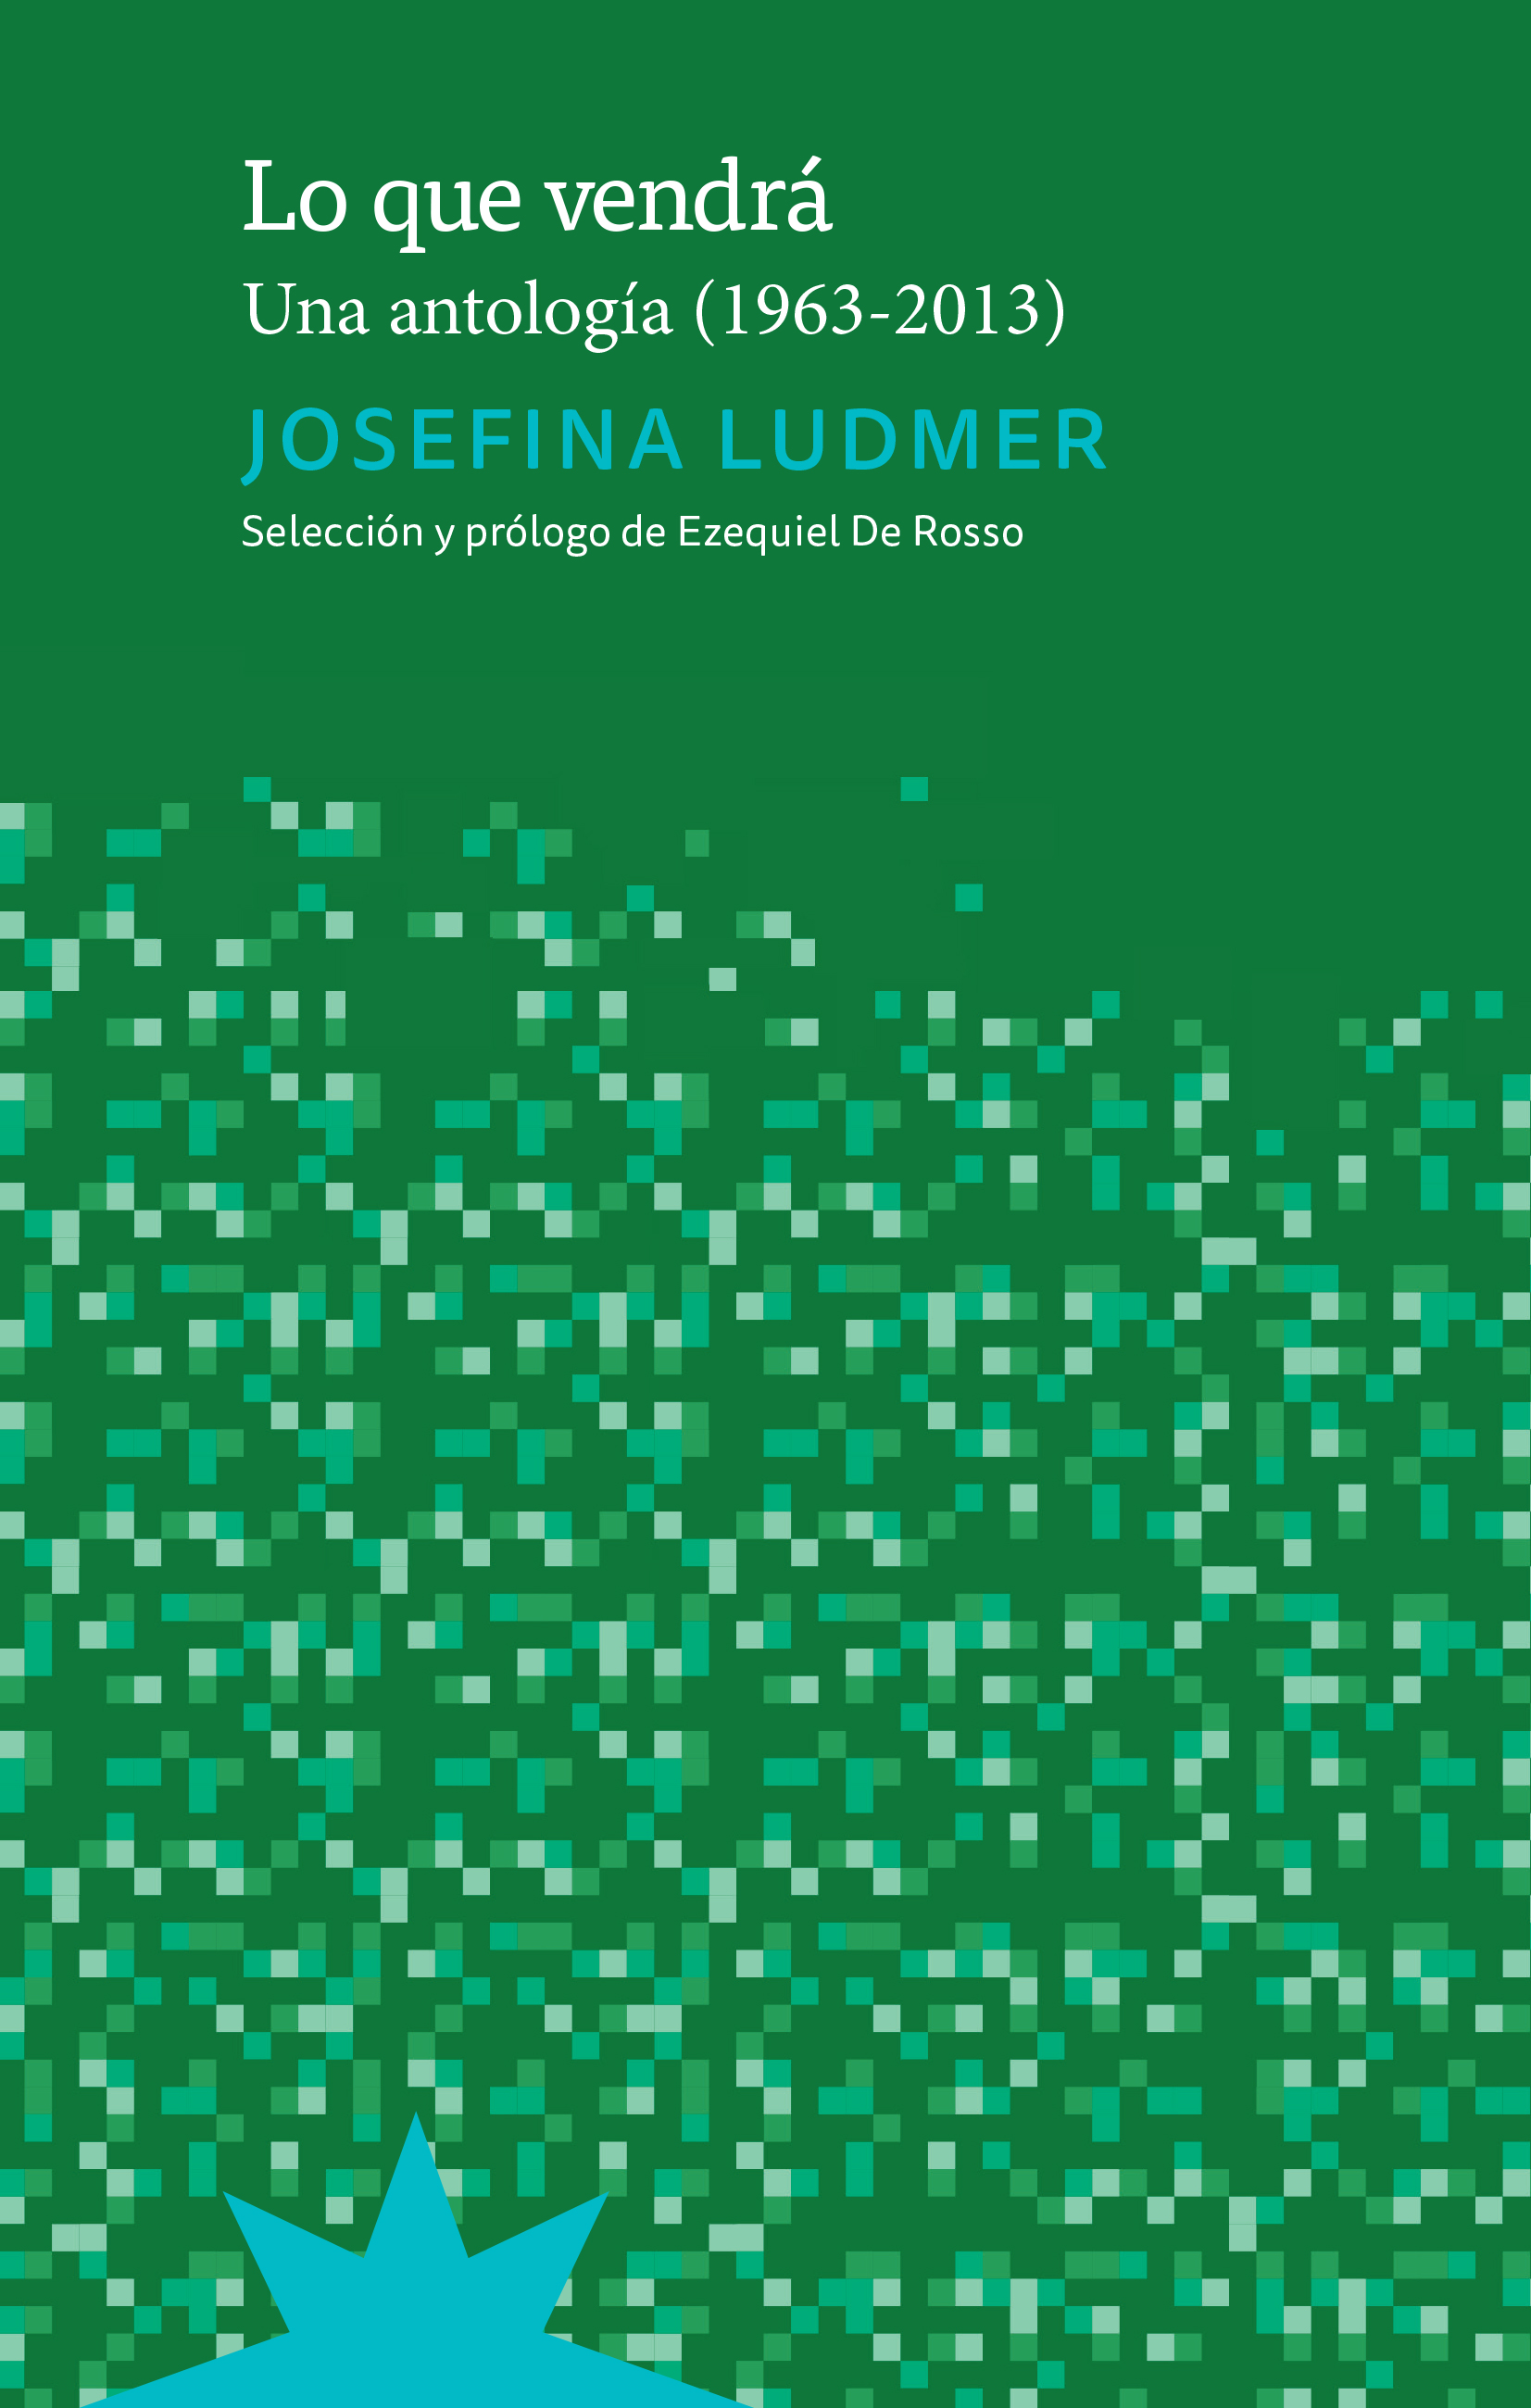 Lo que vendrá
Una antología (1963-2013)
JOSEFINA LUDMER
Selección y prólogo de Ezequiel De Rosso